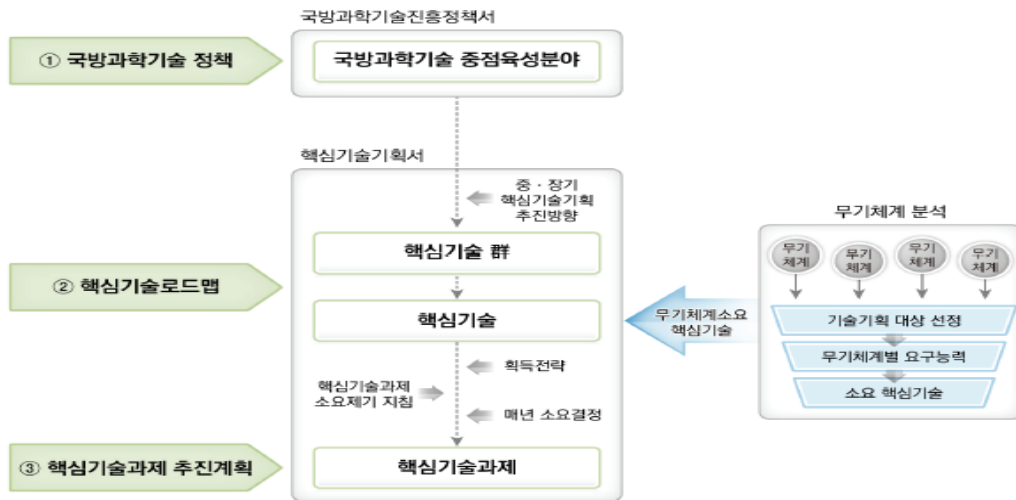 국방과학기술진흥정책서
① 국방과학기술 정책
국방과학기술 중점육성분야
핵심기술기획서
중 · 장기
핵심기술기획
추진방향
② 핵심기술로드맵
핵심기술 群
핵심기술
획득전략
핵심기술과제
소요제기 지침
매년 소요결정
③ 핵심기술과제 추진계획
핵심기술과제
무기체계소요
핵심기술
무기체계 분석
무기
체계
무기
체계
무기
체계
무기
체계
기술기획 대상 선정
무기체계별 요구능력
소요 핵심기술